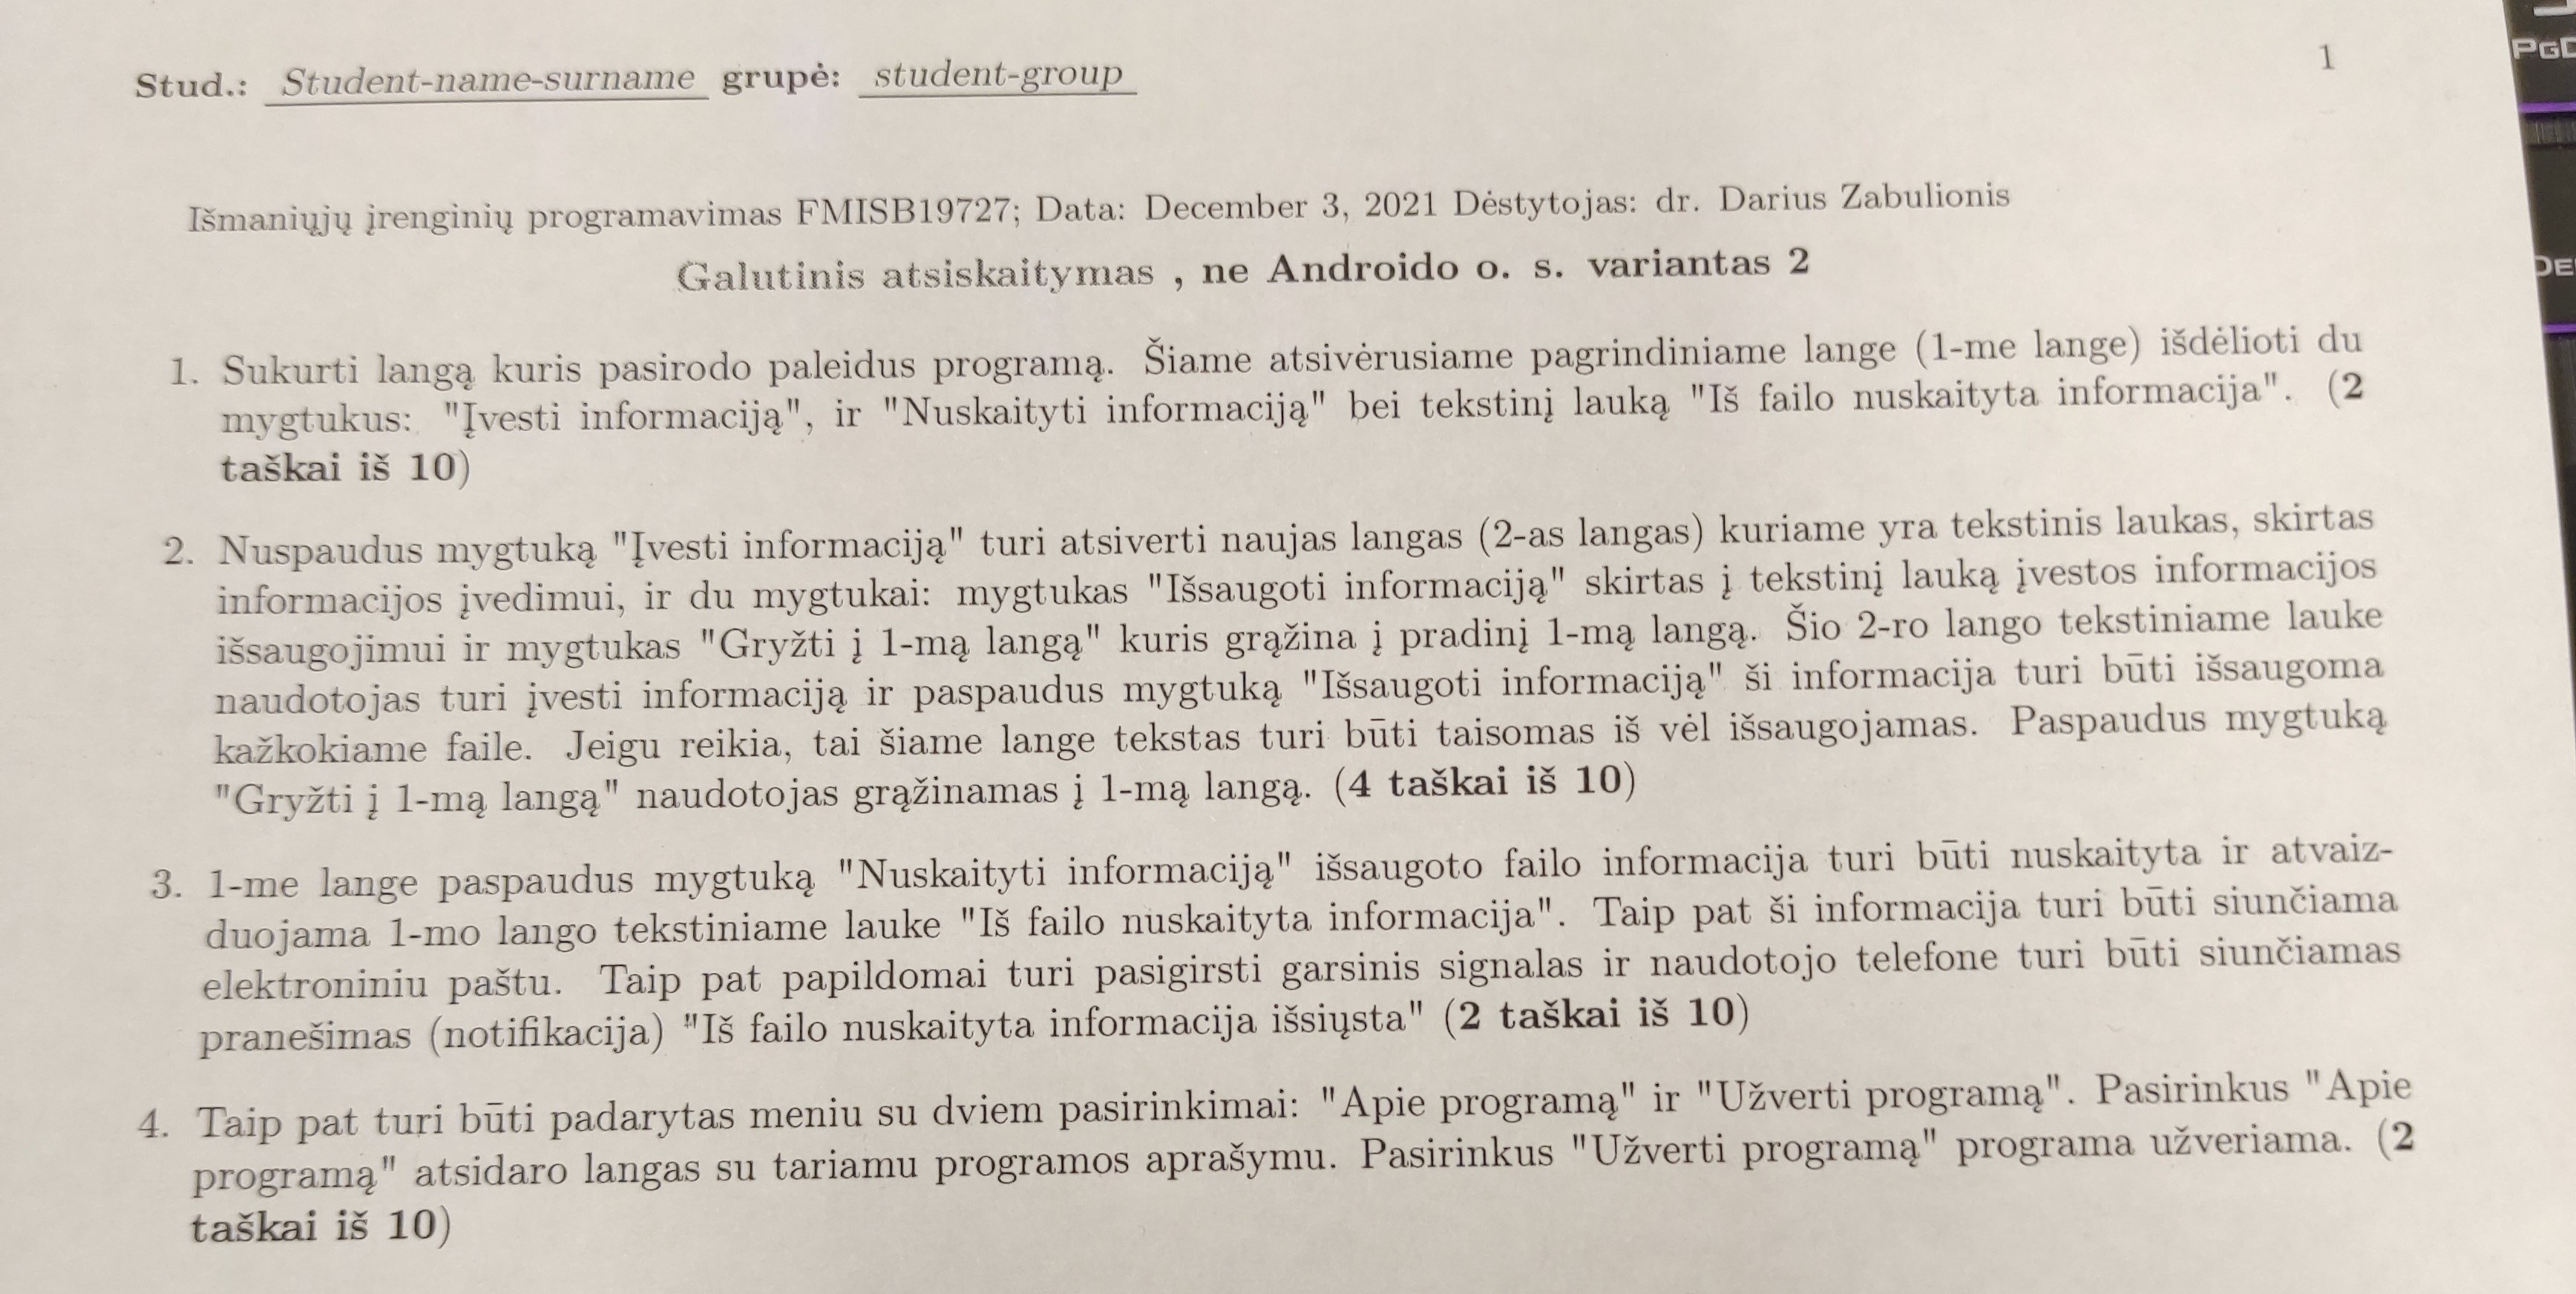 Stud.: Student-name-surname grupė: student-group 1
Išmaniųjų įrenginių programavimas FMISB19727; Data: December 3, 2021 Dėstytojas: dr. Darius Zabulionis
Galutinis atsiskaitymas , ne Androido o. s. variantas 2
1. Sukurti langą kuris pasirodo paleidus programą. Šiame atsivėrusiame pagrindiniame lange (1-me lange) išdėlioti du
mygtukus: "Įvesti informaciją", ir "Nuskaityti informaciją" bei tekstinį lauką "Iš failo nuskaityta informacija". (2
taškai iš 10)
2. Nuspaudus mygtuką "Įvesti informaciją" turi atsiverti naujas langas (2-as langas) kuriame yra tekstinis laukas, skirtas
informacijos įvedimui, ir du mygtukai: mygtukas "Išsaugoti informaciją" skirtas į tekstinį lauką įvestos informacijos
išsaugojimui ir mygtukas "Gryžti į 1-mą langą" kuris grąžina į pradinį 1-mą langą. Šio 2-ro lango tekstiniame lauke
naudotojas turi įvesti informaciją ir paspaudus mygtuką "Išsaugoti informaciją" ši informacija turi būti išsaugoma
kažkokiame faile. Jeigu reikia, tai šiame lange tekstas turi būti taisomas iš vėl išsaugojamas. Paspaudus mygtuką
"Gryžti į 1-mą langą" naudotojas grąžinamas į 1-mą langą. (4 taškai iš 10)
3. 1-me lange paspaudus mygtuką "Nuskaityti informaciją" išsaugoto failo informacija turi būti nuskaityta ir atvaiz-
duojama 1-mo lango tekstiniame lauke "Iš failo nuskaityta informacija". Taip pat ši informacija turi būti siunčiama
elektroniniu paštu. Taip pat papildomai turi pasigirsti garsinis signalas ir naudotojo telefone turi būti siunčiamas
pranešimas (notifikacija) "Iš failo nuskaityta informacija išsiųsta" (2 taškai iš 10)
4. Taip pat turi būti padarytas meniu su dviem pasirinkimai: "Apie programą" ir "Užverti programą". Pasirinkus "Apie
programą" atsidaro langas su tariamu programos aprašymu. Pasirinkus "Užverti programą" programa užveriama. (2
taškai iš 10)